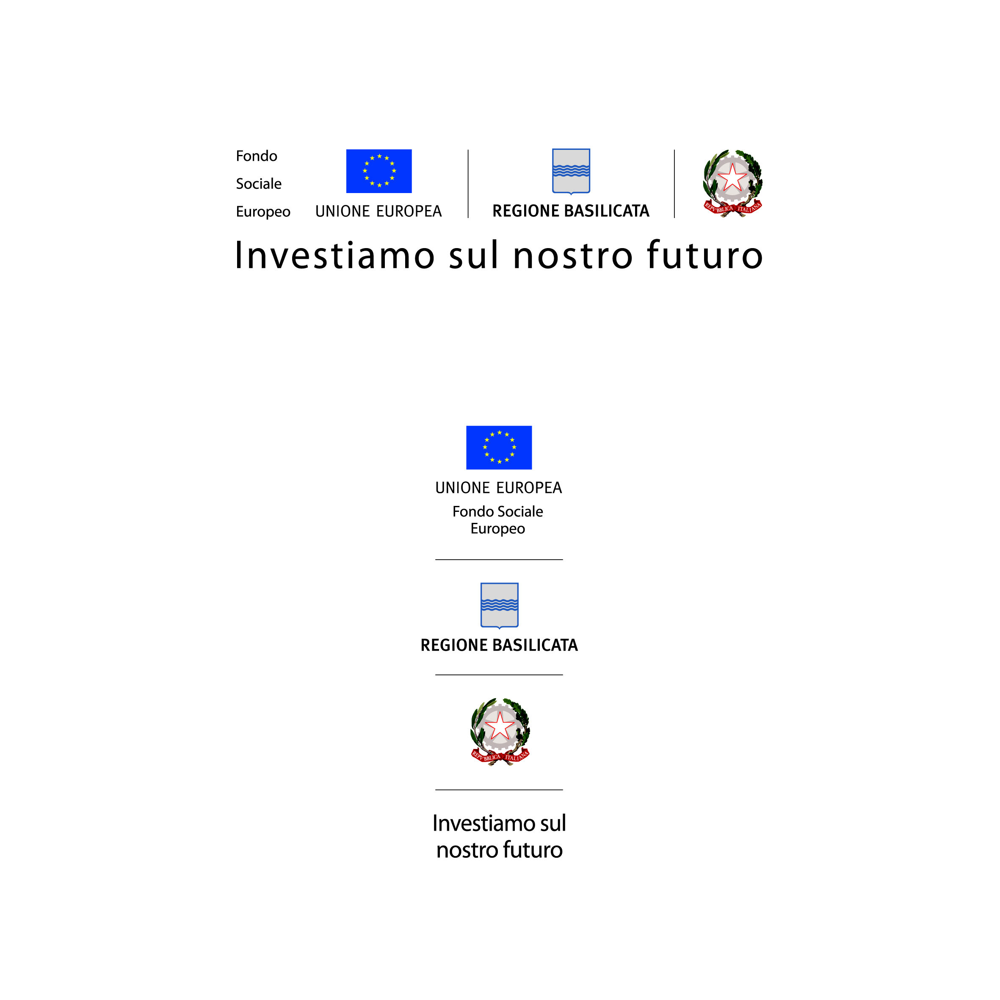 Fondo
Sociale
Europeo
UNIONE EUROPEA
REGIONE BASILICATA
REPVBBLICA ITALIANA
Investiamo sul nostro futuro
UNIONE EUROPEA
Fondo Sociale
Europeo
REGIONE BASILICATA
REPVBBLICA ITALIANA
Investiamo sul
nostro futuro